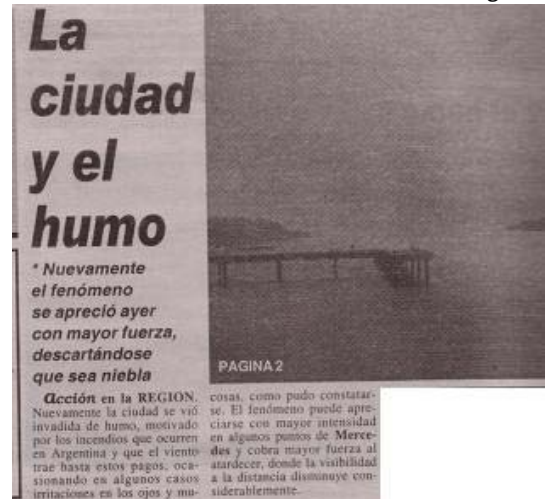 La
ciudad
y el
humo
* Nuevamente
el fenómeno
se apreció ayer
con mayor fuerza,
descartándose
que sea niebla
PAGINA 2
acción en la REGION.
Nuevamente la ciudad se vió
invadida de humo, motivado
por los incendios que ocurren
en Argentina y que el viento
trae hasta estos pagos, oca-
sionando en algunos casos
irritaciones en los ojos y mu-
cosas, como pudo constatar-
se. El fenómeno puede apre-
ciarse con mayor intensidad
en algunos puntos de Merce-
des y cobra mayor fuerza al
atardecer, donde la visibilidad
a la distancia disminuye con-
siderablemente.